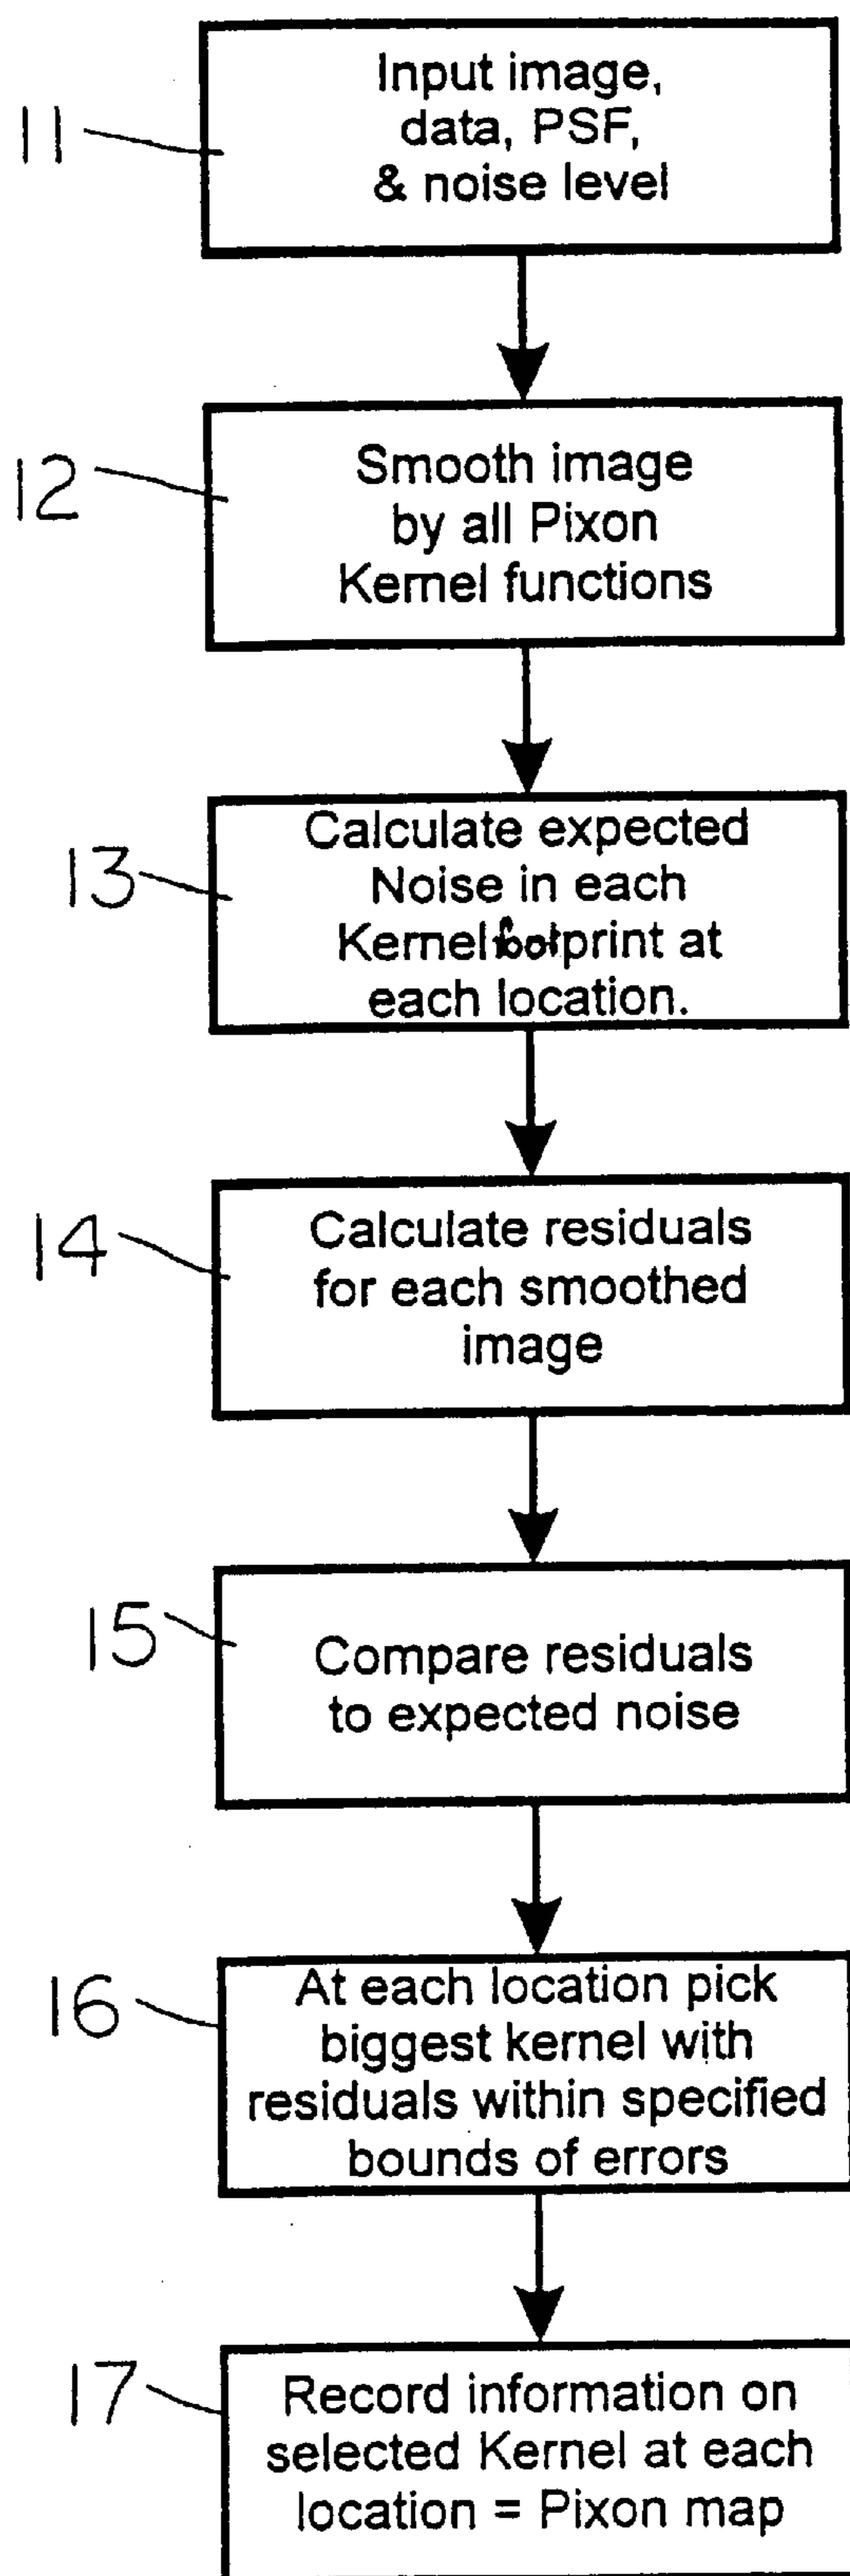 11
Input image,
data, PSF,
& noise level
12
Smooth image
by all Pixon
Kernel functions
13
Calculate expected
Noise in each
Kernel footprint at
each location.
14
Calculate residuals
for each smoothed
image
15
Compare residuals
to expected noise
16
At each location pick
biggest kernel with
residuals within specified
bounds of errors
17
Record information on
selected Kernel at each
location = Pixon map